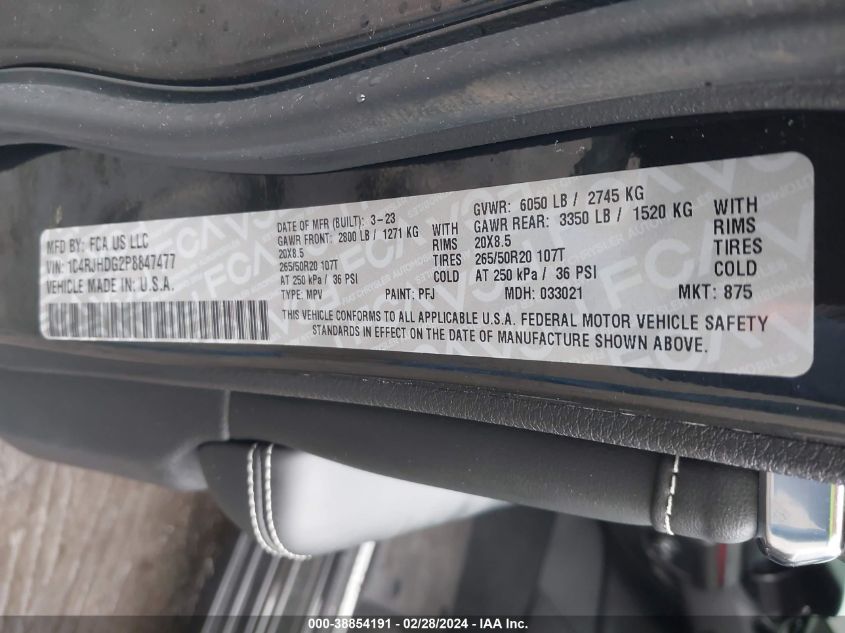 MFD BY: FCA US LLC
VIN: 1C4RJHDG2P8847477
VEHICLE MADE IN: U.S.A.
DATE OF MFR (BUILT): 3-23 GVWR: 6050 LB / 2745 KG
GAWR FRONT: 2800 LB / 1271 KG WITH GAWR REAR: 3350 LB / 1520 KG WITH
20X8.5 RIMS 20X8.5 RIMS
265/50R20 107T TIRES 265/50R20 107T TIRES
AT 250 kPa / 36 PSI COLD AT 250 kPa / 36 PSI COLD
TYPE: MPV PAINT: PFJ MDH: 033021 MKT: 875
THIS VEHICLE CONFORMS TO ALL APPLICABLE U.S.A. FEDERAL MOTOR VEHICLE SAFETY
STANDARDS IN EFFECT ON THE DATE OF MANUFACTURE SHOWN ABOVE.
000-38854191 - 02/28/2024 - IAA Inc.